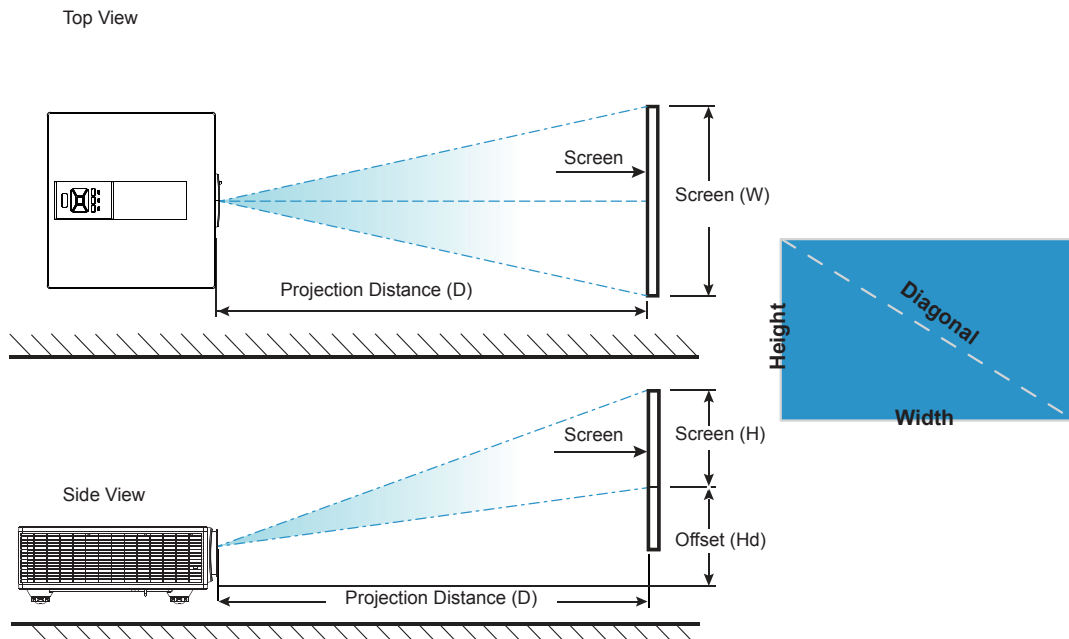 Top View
Screen
Screen (W)
Projection Distance (D)
Height
Diagonal
Width
Screen
Screen (H)
Side View
Offset (Hd)
Projection Distance (D)